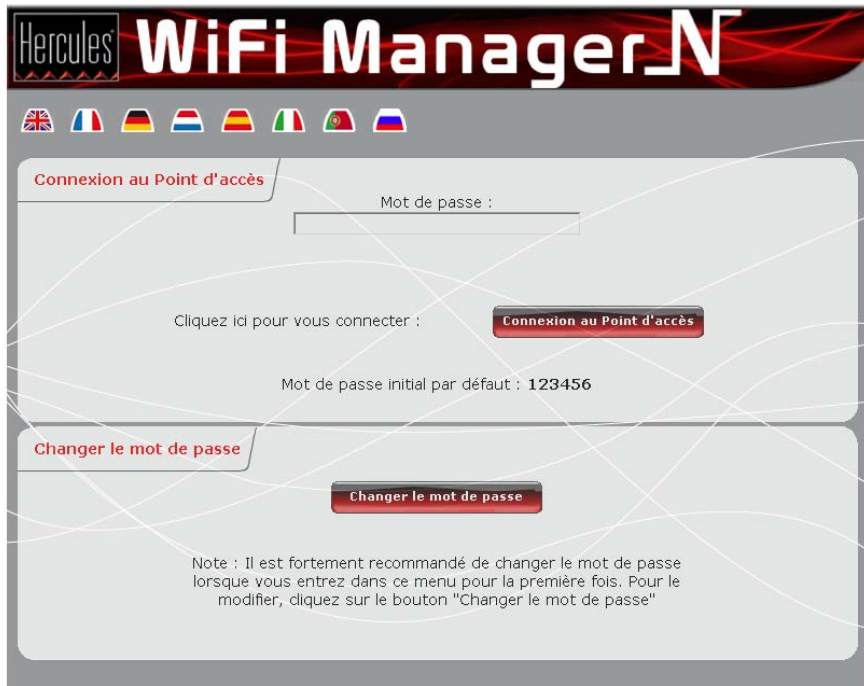 Hercules WiFi Manager N
Connexion au Point d'accès
Mot de passe :
Cliquez ici pour vous connecter :
Connexion au Point d'accès
Mot de passe initial par défaut : 123456
Changer le mot de passe
Changer le mot de passe
Note : Il est fortement recommandé de changer le mot de passe
lorsque vous entrez dans ce menu pour la première fois. Pour le
modifier, cliquez sur le bouton "Changer le mot de passe"